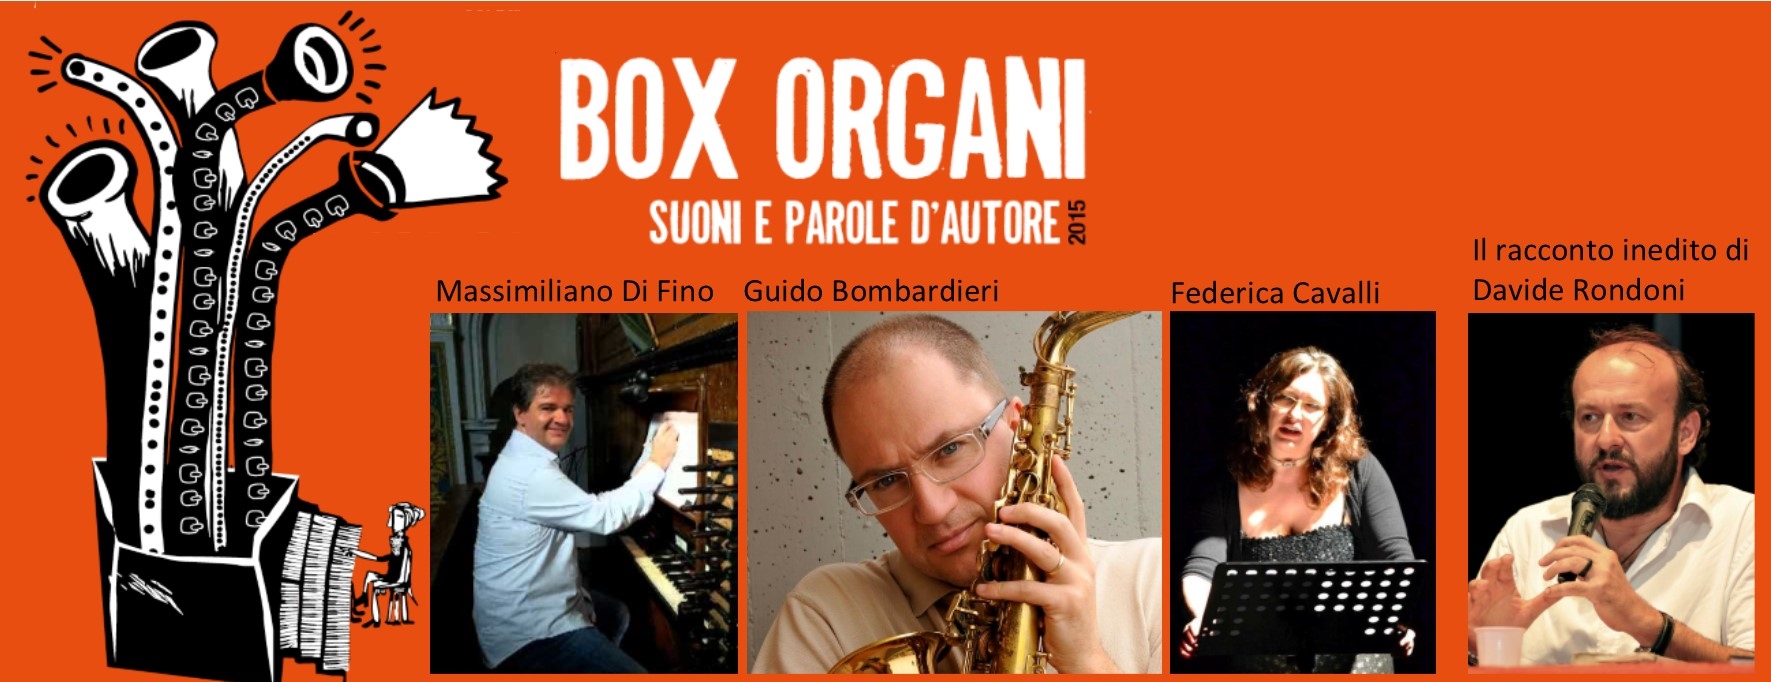 BOX ORGANI
SUONI E PAROLE D'AUTORE 2015
Massimiliano Di Fino
Guido Bombardieri
Federica Cavalli
Il racconto inedito di
Davide Rondoni